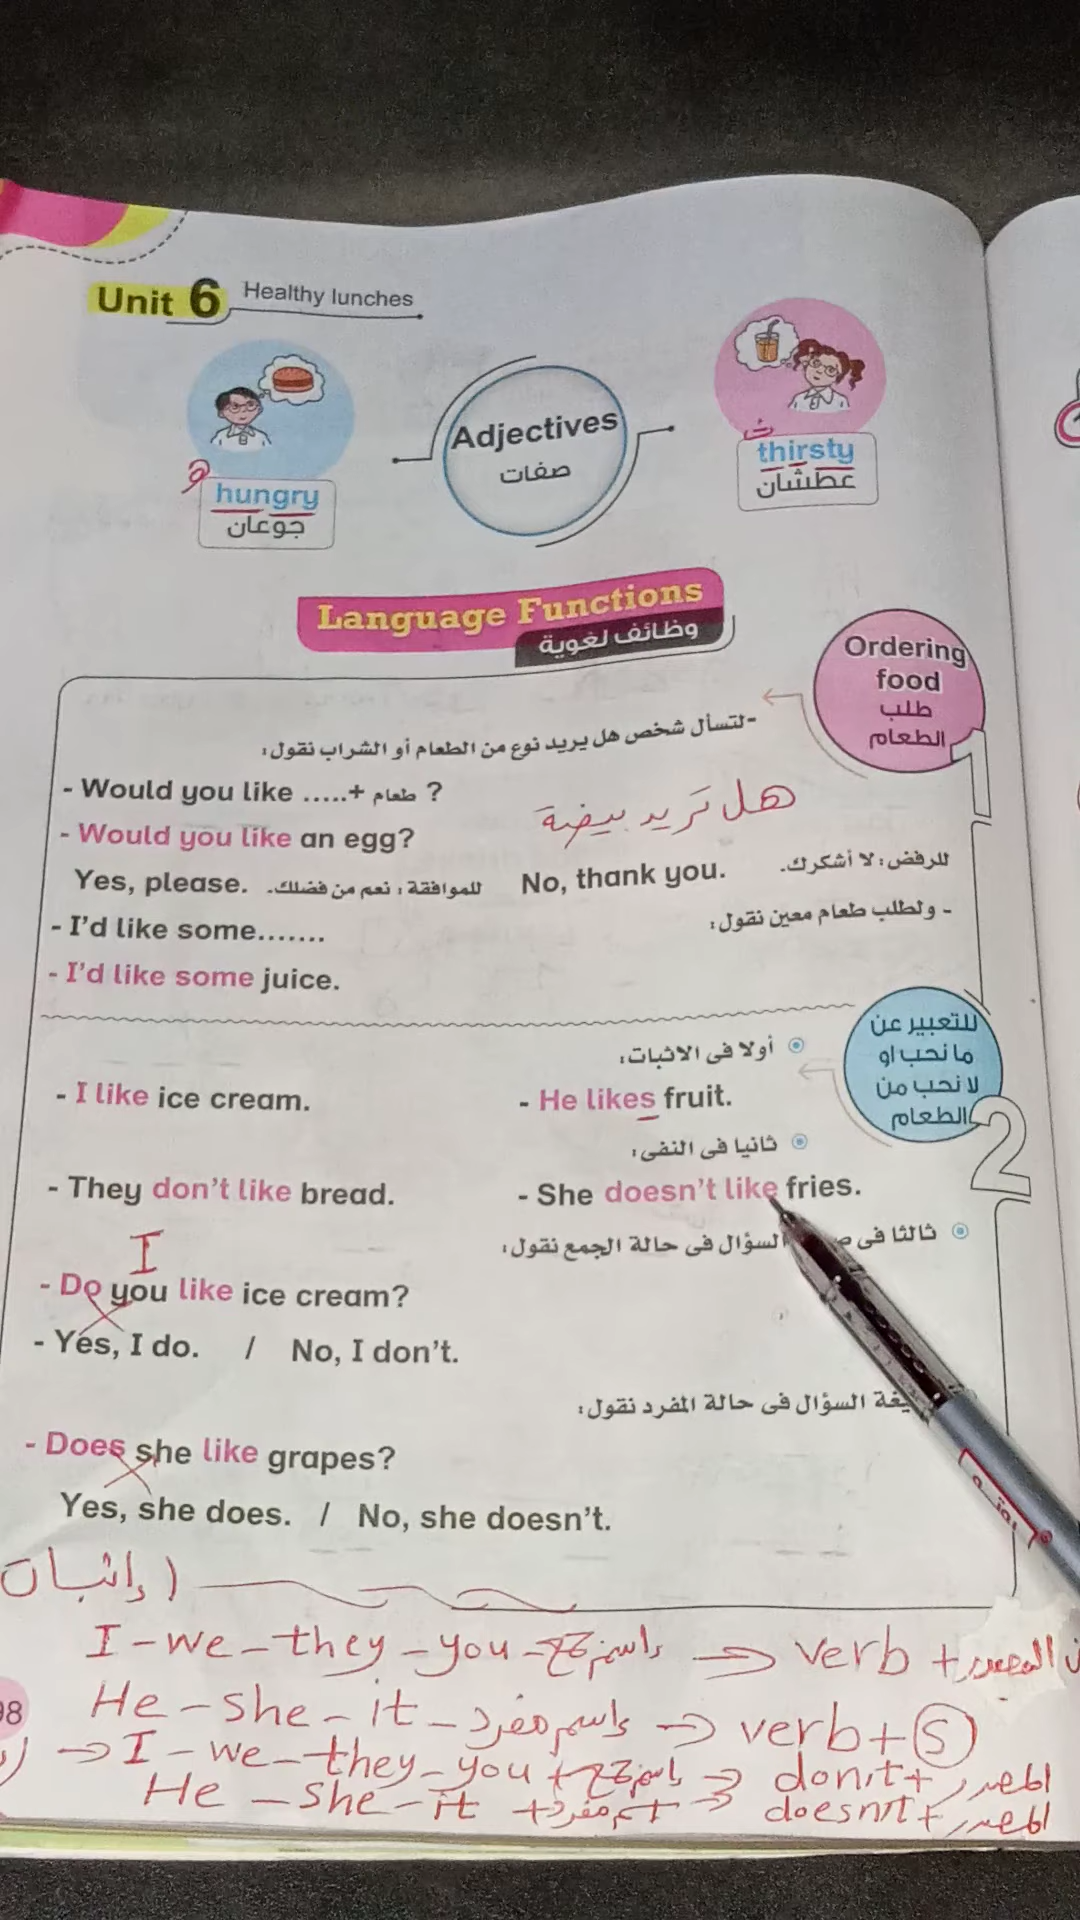 Unit 6 Healthy lunches
hungry
جوعان
Adjectives
صفات
ث
thirsty
عطشان
Language Functions
وظائف لغوية
Ordering
food
طلب
الطعام
1
-لتسأل شخص هل يريد نوع من الطعام أو الشراب نقول:
- Would you like .....+ طعام ?
هل تريد بيضة
- Would you like an egg?
Yes, please. للموافقة: نعم من فضلك. No, thank you. للرفض: لا أشكرك.
- I'd like some....... - ولطلب طعام معين نقول:
- I'd like some juice.
للتعبير عن
ما نحب او
لا نحب من
الطعام
2
أولا فى الاثبات:
- I like ice cream. - He likes fruit.
ثانيا فى النفى:
- They don't like bread. - She doesn't like fries.
ثالثا فى السؤال فى حالة الجمع نقول:
I
- Do you like ice cream?
- Yes, I do. / No, I don't.
السؤال فى حالة المفرد نقول:
- Does she like grapes?
Yes, she does. / No, she doesn't.
إثبات
I - we - they - you - اسم جمع → verb + المصدر
He - she - it - اسم مفرد → verb + s
→ I - we - they - you + اسم جمع → don't + المصدر
He - she - it + مفرد + → doesn't + المصدر
98
روتو